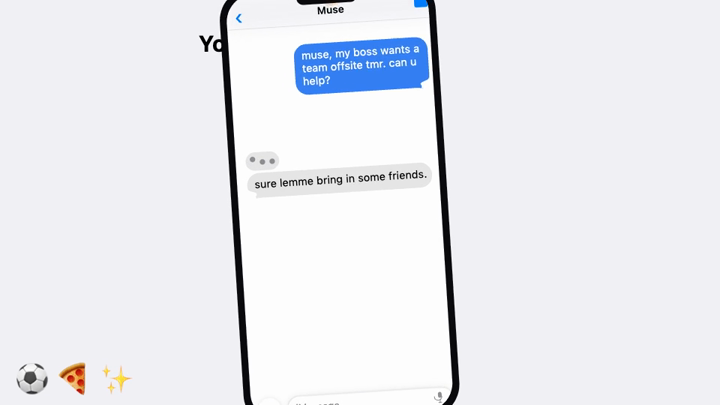 Muse
Yo
muse, my boss wants a
team offsite tmr. can u
help?
sure lemme bring in some friends.